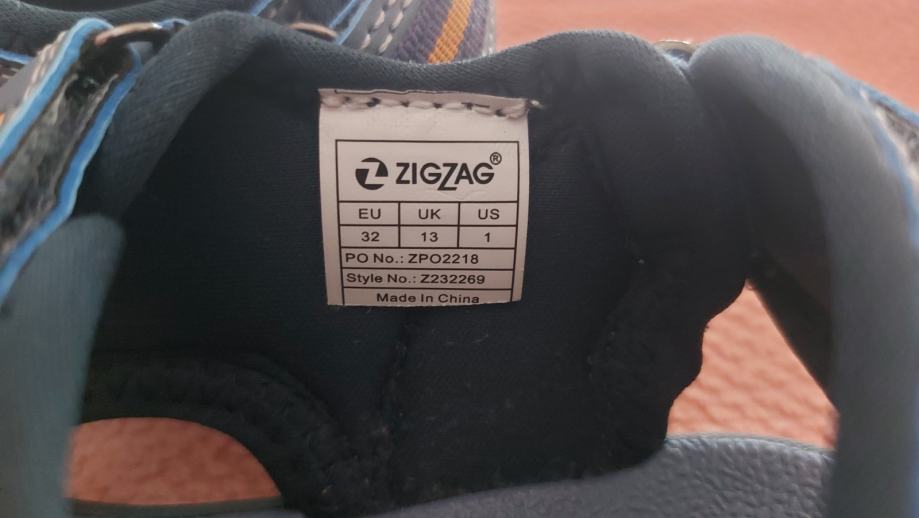 ZIGZAG®
EU UK US
32 13 1
PO No.: ZPO2218
Style No.: Z232269
Made In China